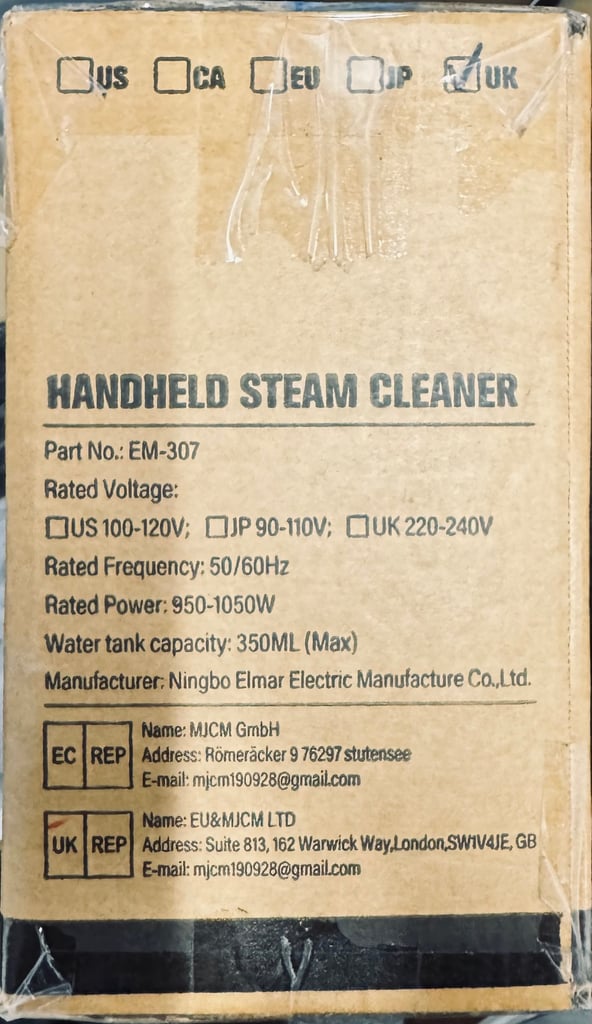 ☐US ☐CA ☐EU ☐JP ☑UK
HANDHELD STEAM CLEANER
Part No.: EM-307
Rated Voltage:
☐US 100-120V; ☐JP 90-110V; ☐UK 220-240V
Rated Frequency: 50/60Hz
Rated Power: 950-1050W
Water tank capacity: 350ML (Max)
Manufacturer: Ningbo Elmar Electric Manufacture Co.,Ltd.
EC REP
Name: MJCM GmbH
Address: Römeräcker 9 76297 stutensee
E-mail: mjcm190928@gmail.com
UK REP
Name: EU&MJCM LTD
Address: Suite 813, 162 Warwick Way,London,SW1V4JE, GB
E-mail: mjcm190928@gmail.com